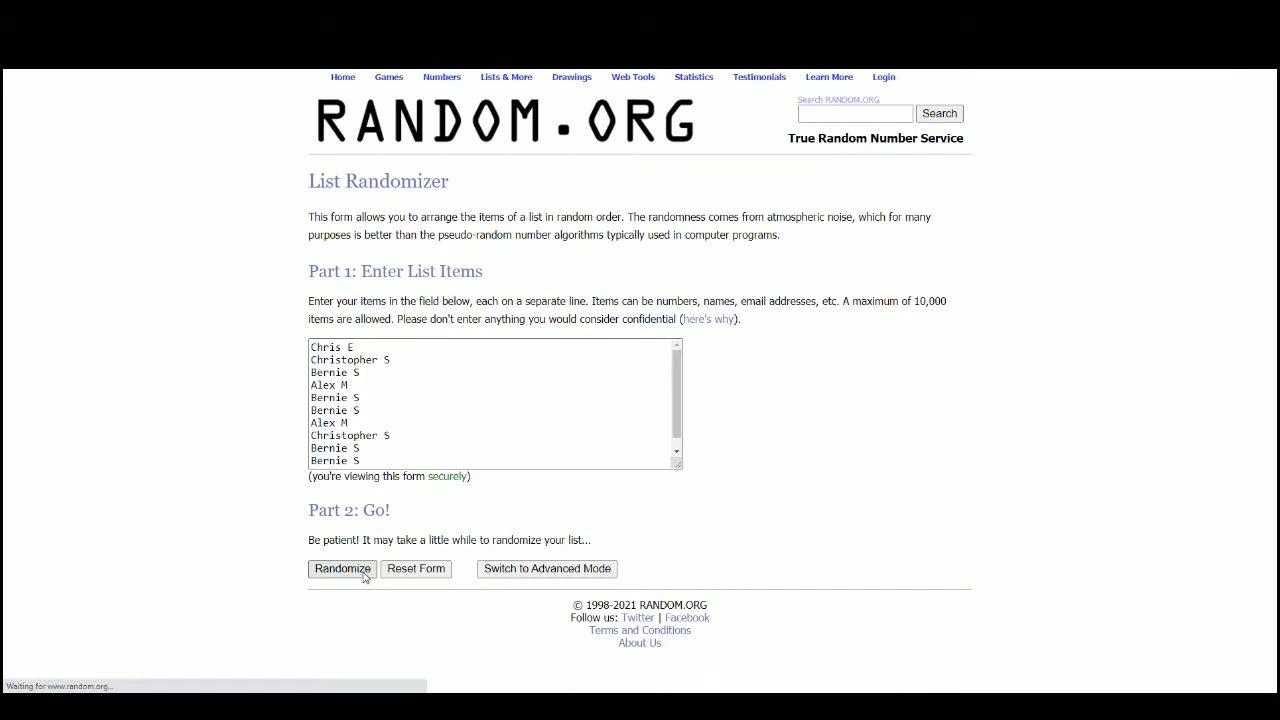 Home Games Numbers Lists & More Drawings Web Tools Statistics Testimonials Learn More Login
RANDOM.ORG
Search RANDOM.ORG
Search
True Random Number Service
List Randomizer
This form allows you to arrange the items of a list in random order. The randomness comes from atmospheric noise, which for many
purposes is better than the pseudo-random number algorithms typically used in computer programs.
Part 1: Enter List Items
Enter your items in the field below, each on a separate line. Items can be numbers, names, email addresses, etc. A maximum of 10,000
items are allowed. Please don't enter anything you would consider confidential (here's why).
Chris E
Christopher S
Bernie S
Alex M
Bernie S
Bernie S
Alex M
Christopher S
Bernie S
Bernie S
(you're viewing this form securely)
Part 2: Go!
Be patient! It may take a little while to randomize your list...
Randomize Reset Form Switch to Advanced Mode
© 1998-2021 RANDOM.ORG
Follow us: Twitter | Facebook
Terms and Conditions
About Us
Waiting for www.random.org...